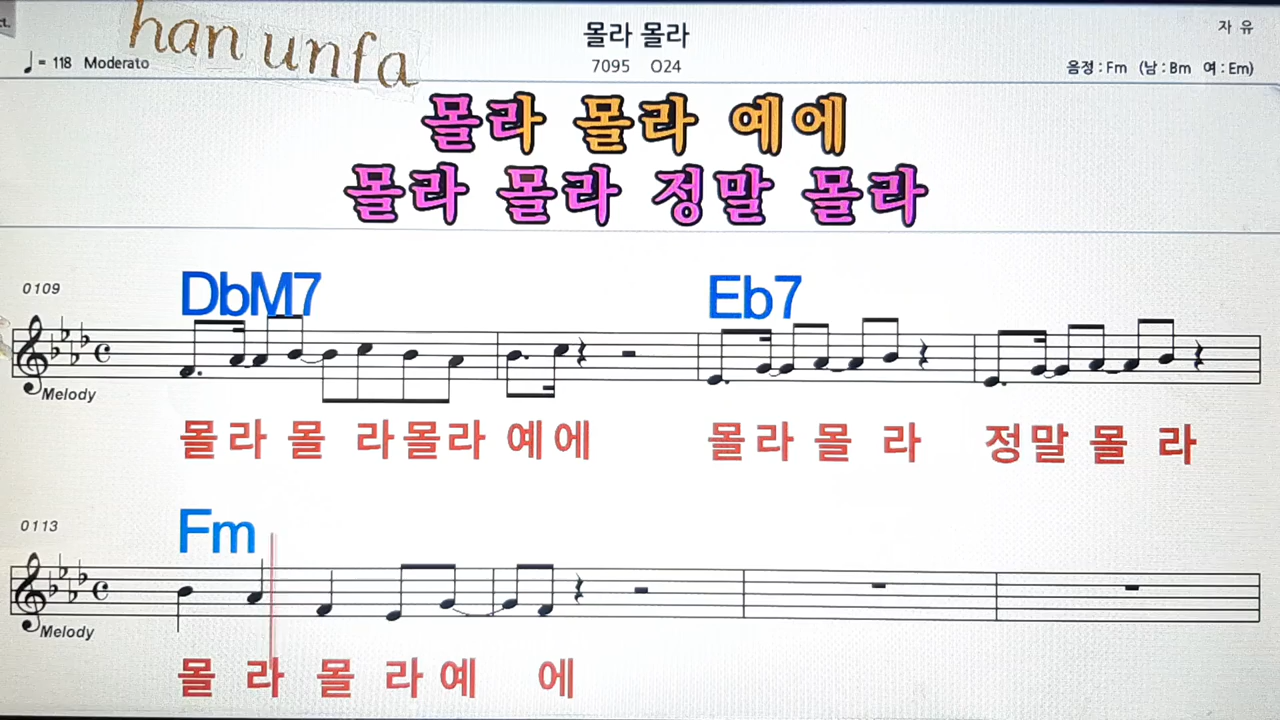 ct.
han unfa
몰라 몰라
자 유
♩= 118 Moderato
7095 O24
음정 : Fm (남 : Bm 여 : Em)
몰라 몰라 예에
몰라 몰라 정말 몰라
0109
DbM7 Eb7
Melody
몰라 몰 라몰라 예에 몰라 몰 라 정말 몰 라
0113
Fm
Melody
몰 라 몰 라예 에